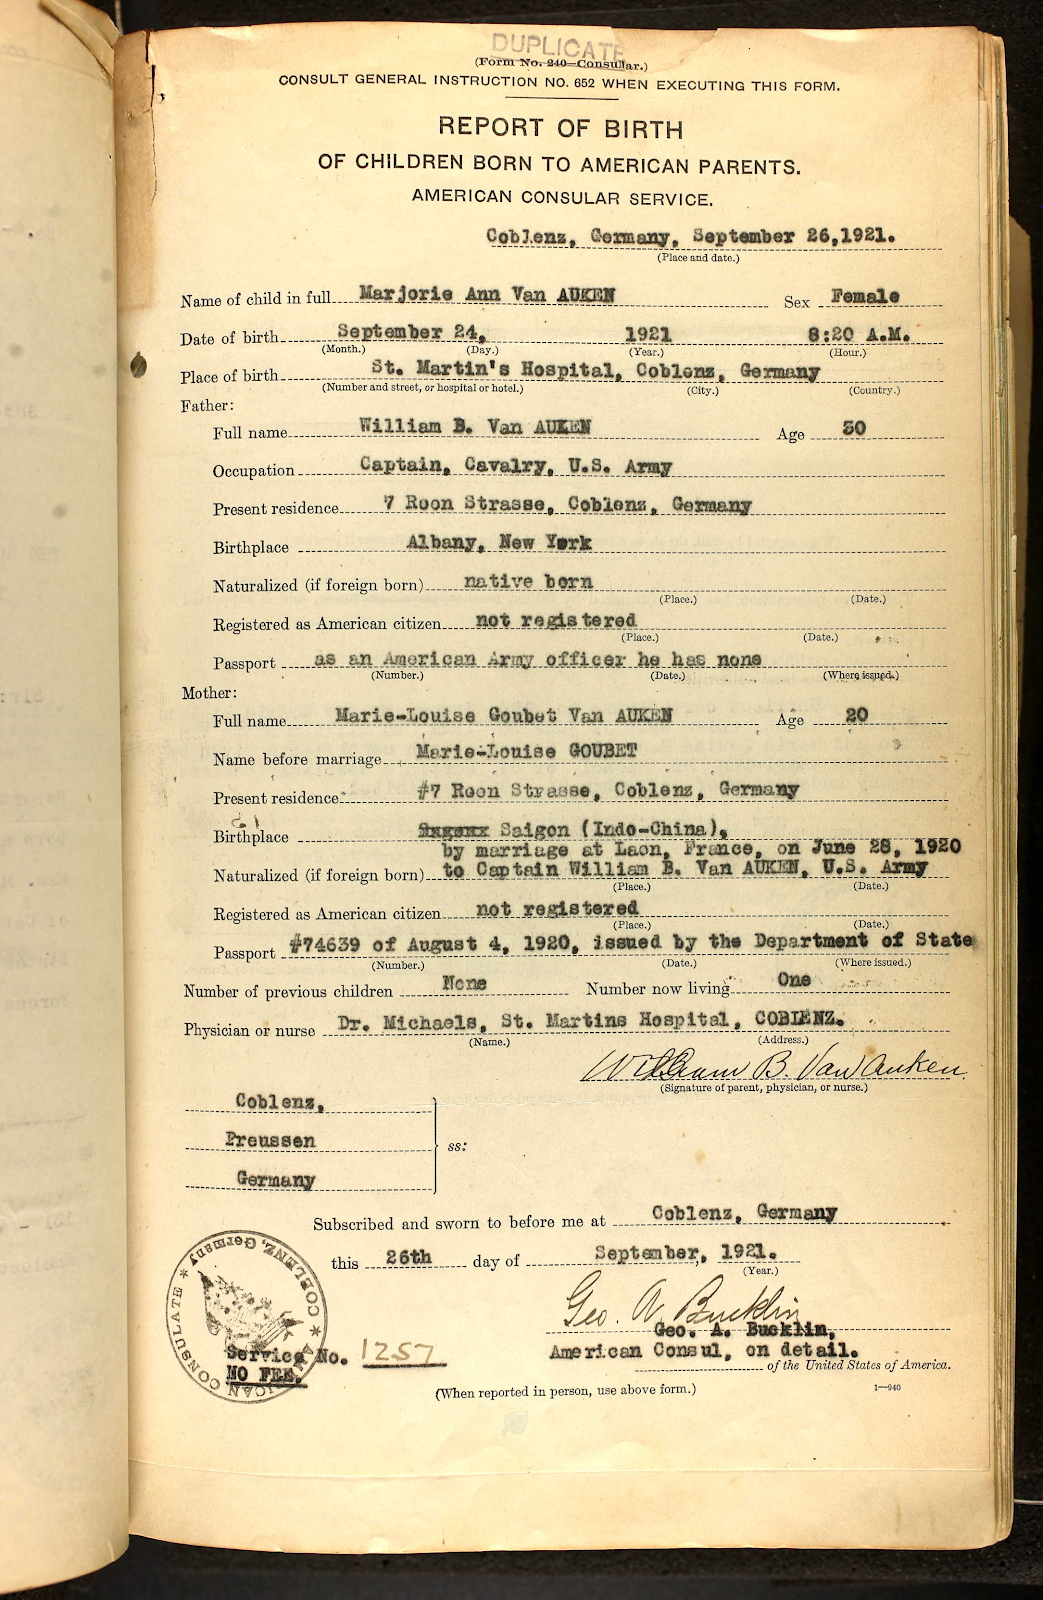 DUPLICATE
(Form No. 240—Consular.)
CONSULT GENERAL INSTRUCTION NO. 652 WHEN EXECUTING THIS FORM.
REPORT OF BIRTH
OF CHILDREN BORN TO AMERICAN PARENTS.
AMERICAN CONSULAR SERVICE.
Coblenz, Germany, September 26,1921.
(Place and date.)
Name of child in full Marjorie Ann Van AUKEN Sex Female
Date of birth September 24, 1921 8:20 A.M.
(Month.) (Day.) (Year.) (Hour.)
Place of birth St. Martin's Hospital, Coblenz, Germany
(Number and street, or hospital or hotel.) (City.) (Country.)
Father:
Full name William B. Van AUKEN Age 30
Occupation Captain, Cavalry, U.S. Army
Present residence 7 Roon Strasse, Coblenz, Germany
Birthplace Albany, New York
Naturalized (if foreign born) native born
(Place.) (Date.)
Registered as American citizen not registered
(Place.) (Date.)
Passport as an American Army officer he has none
(Number.) (Date.) (Where issued.)
Mother:
Full name Marie-Louise Goubet Van AUKEN Age 20
Name before marriage Marie-Louise GOUBET
Present residence #7 Roon Strasse, Coblenz, Germany
Birthplace Saigon (Indo-China),
by marriage at Laon, France, on June 28, 1920
Naturalized (if foreign born) to Captain William B. Van AUKEN, U.S. Army
(Place.) (Date.)
Registered as American citizen not registered
(Place.) (Date.)
Passport #74639 of August 4, 1920, issued by the Department of State
(Number.) (Date.) (Where issued.)
Number of previous children None Number now living One
Physician or nurse Dr. Michaels, St. Martins Hospital, COBLENZ.
(Name.) (Address.)
William B. Van Auken
(Signature of parent, physician, or nurse.)
Coblenz,
Preussen
Germany
ss:
Subscribed and sworn to before me at Coblenz, Germany
this 26th day of September, 1921.
(Year.)
Geo. A. Bucklin
Geo. A. Bucklin,
American Consul, on detail.
of the United States of America.
AMERICAN CONSULATE * COBLENZ, Germany *
Service No. 1257
NO FEE.
(When reported in person, use above form.)
1—940